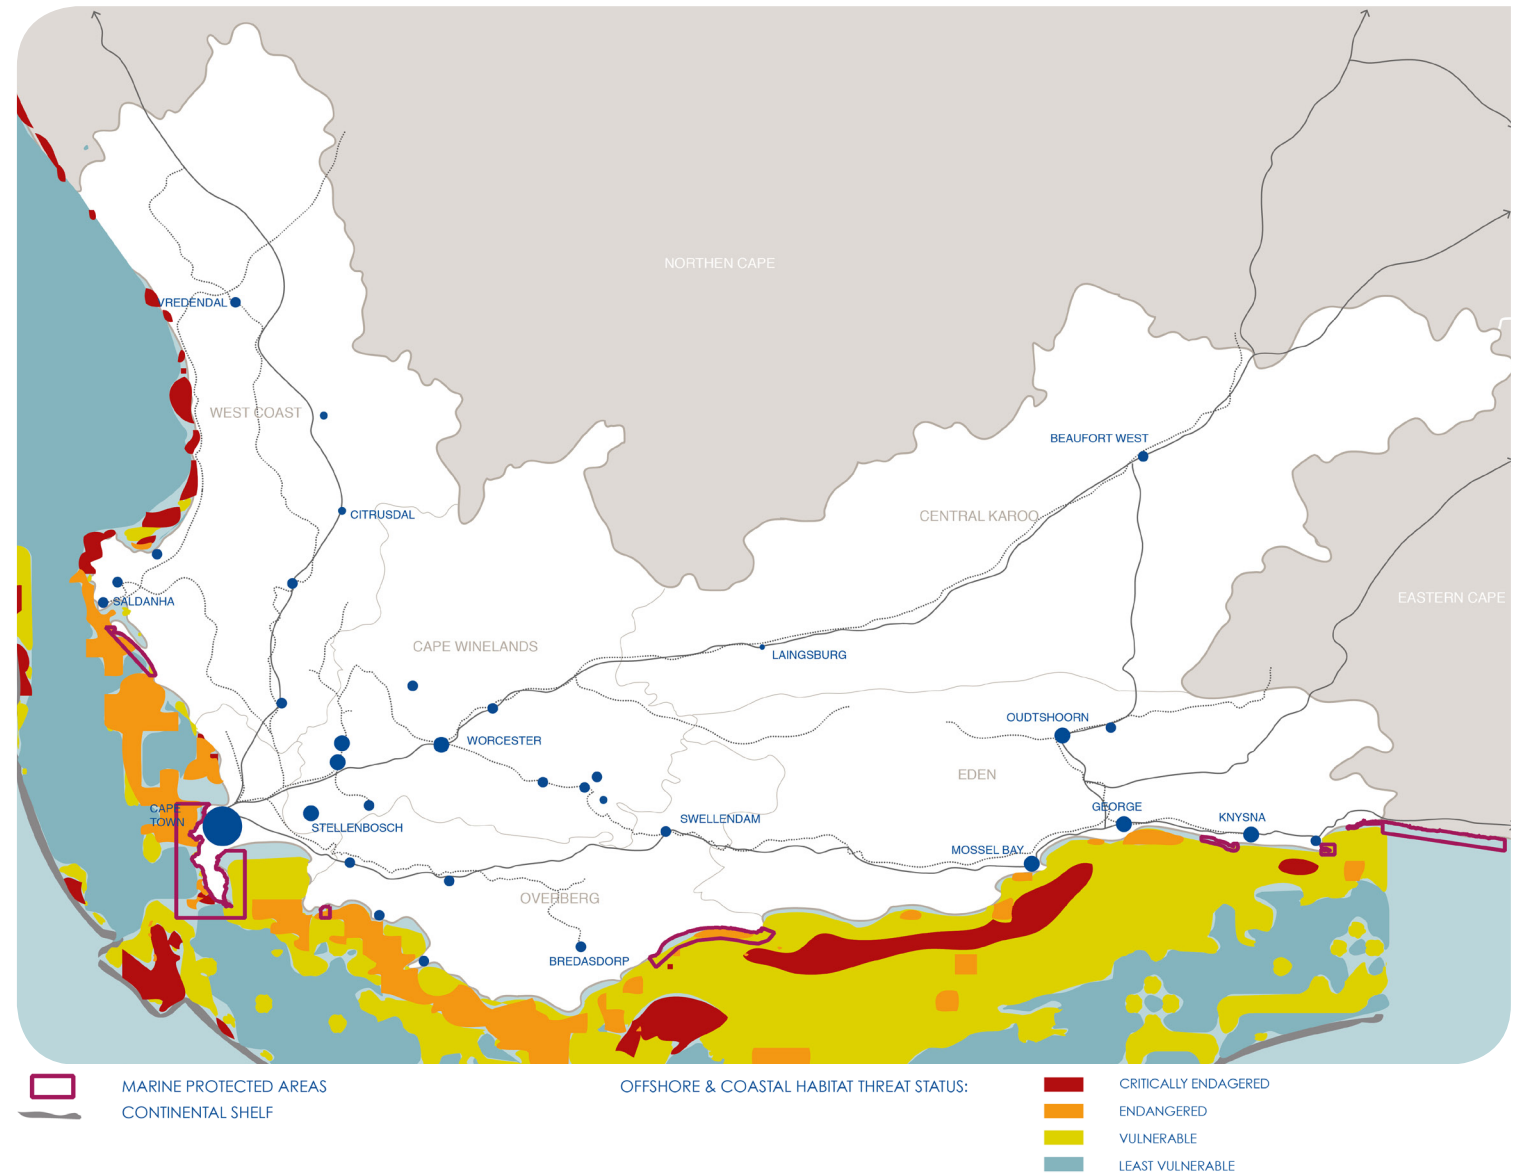 NORTHEN CAPE
VREDENDAL
WEST COAST
BEAUFORT WEST
CITRUSDAL
CENTRAL KAROO
SALDANHA
EASTERN CAPE
CAPE WINELANDS
LAINGSBURG
OUDTSHOORN
WORCESTER
EDEN
CAPE
TOWN
GEORGE
KNYSNA
SWELLENDAM
STELLENBOSCH
MOSSEL BAY
OVERBERG
BREDASDORP
MARINE PROTECTED AREAS
CONTINENTAL SHELF
OFFSHORE & COASTAL HABITAT THREAT STATUS:
CRITICALLY ENDAGERED
ENDANGERED
VULNERABLE
LEAST VULNERABLE